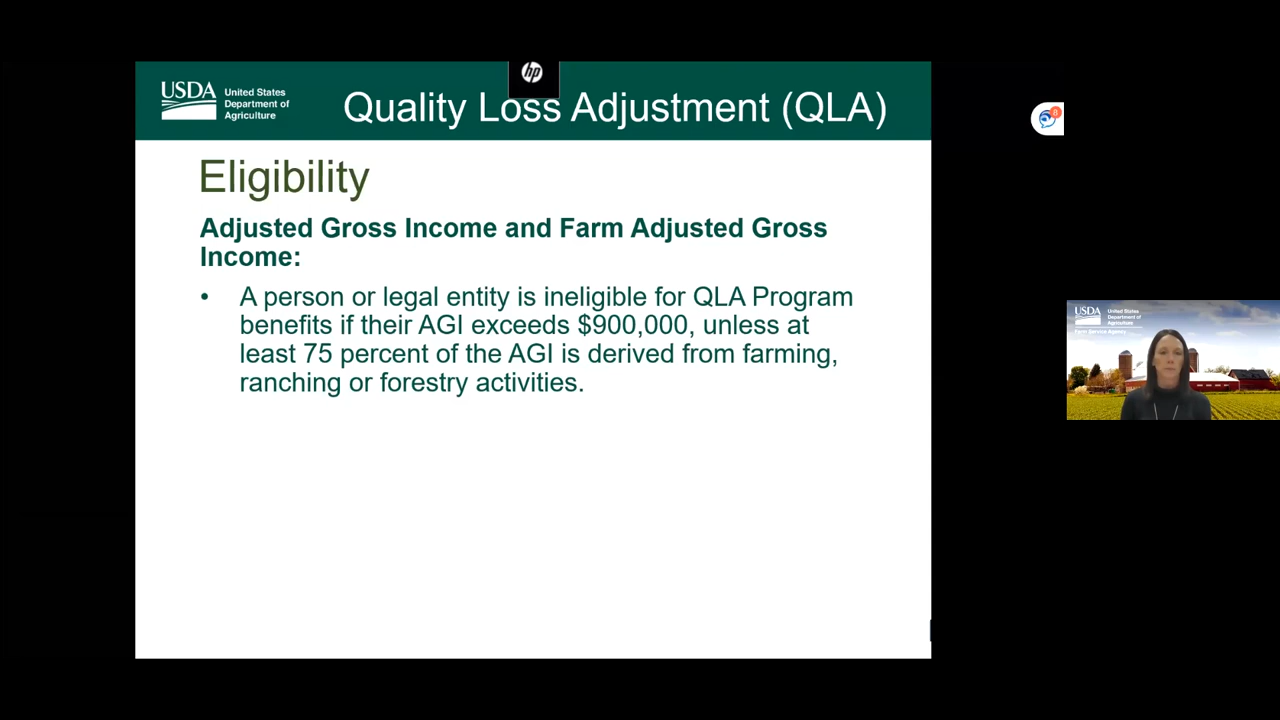 hp
USDA
United States
Department of
Agriculture
Quality Loss Adjustment (QLA)
8
Eligibility
Adjusted Gross Income and Farm Adjusted Gross
Income:
• A person or legal entity is ineligible for QLA Program
benefits if their AGI exceeds $900,000, unless at
least 75 percent of the AGI is derived from farming,
ranching or forestry activities.
USDA
United States
Department of
Agriculture
Farm Service Agency